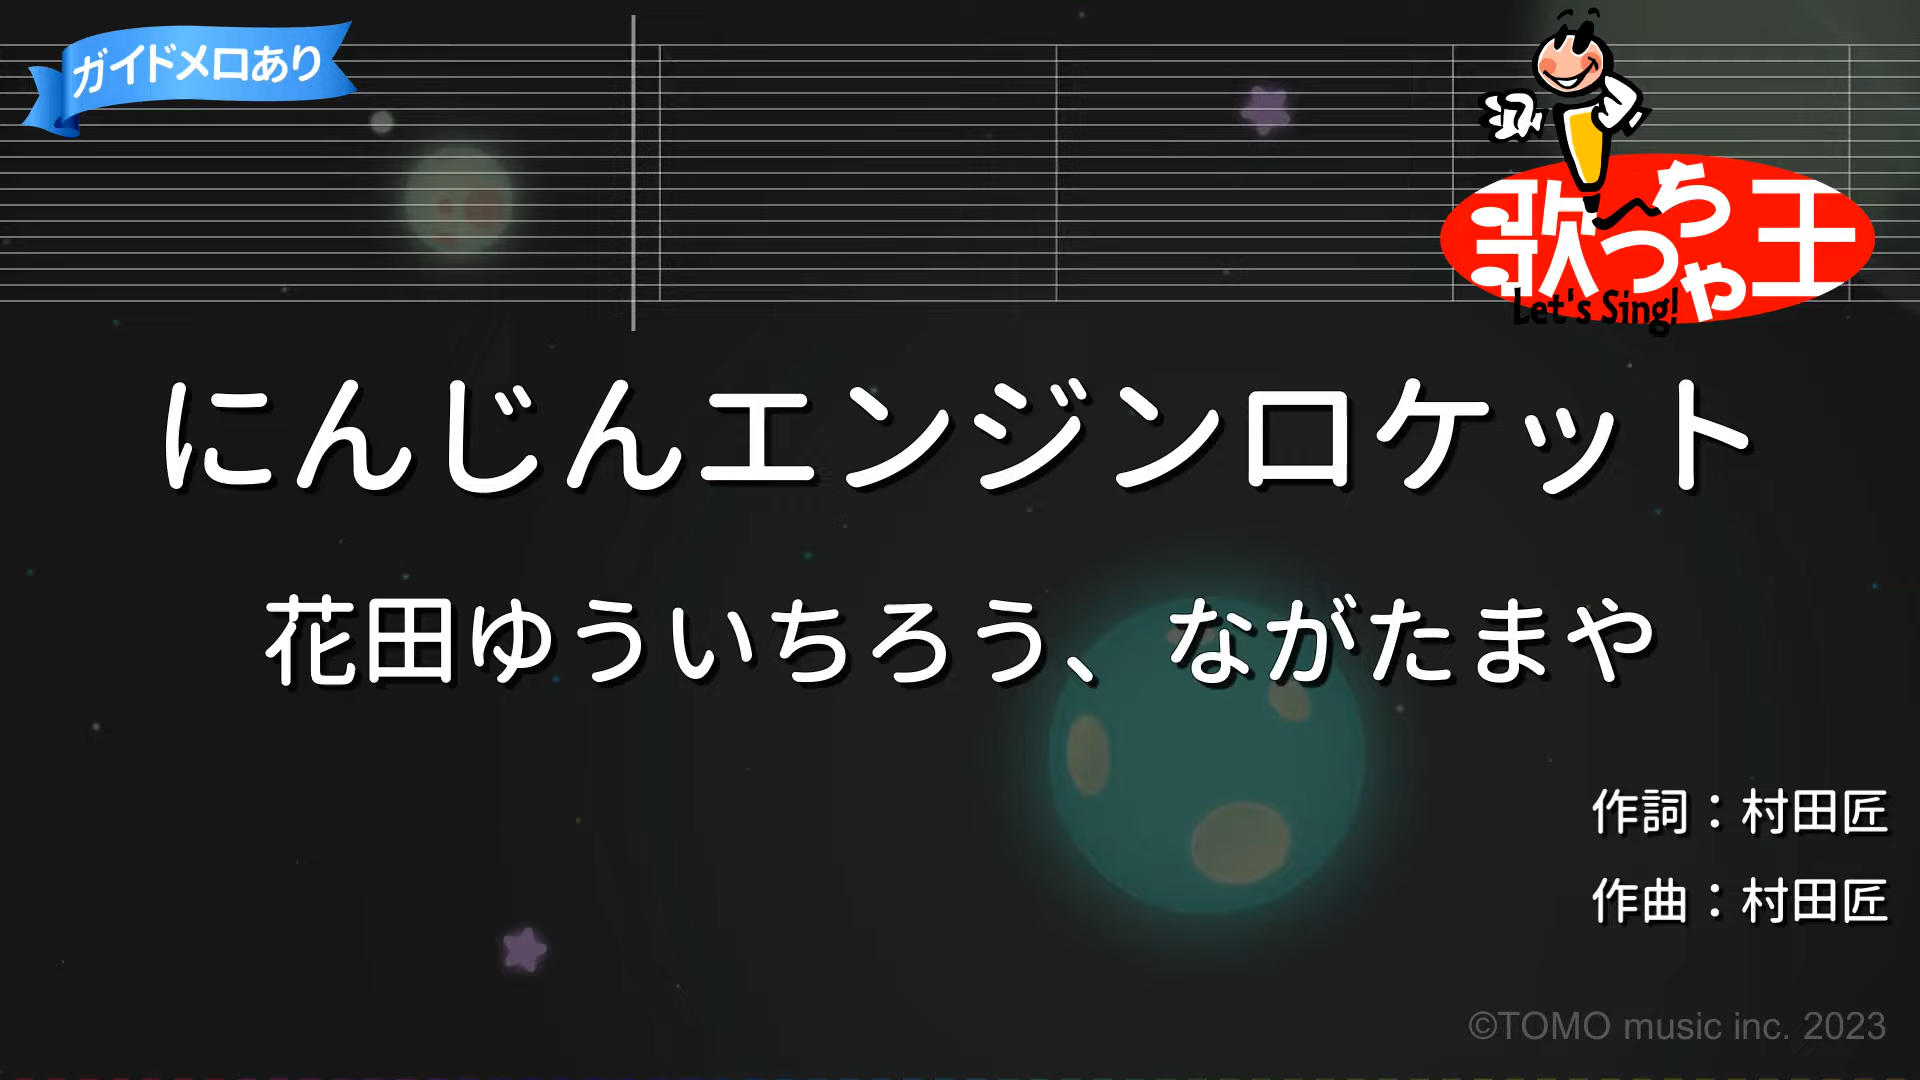 ガイドメロあり
歌っちゃ王
Let's Sing!
にんじんエンジンロケット
花田ゆういちろう、ながたまや
作詞：村田匠
作曲：村田匠
©TOMO music inc. 2023